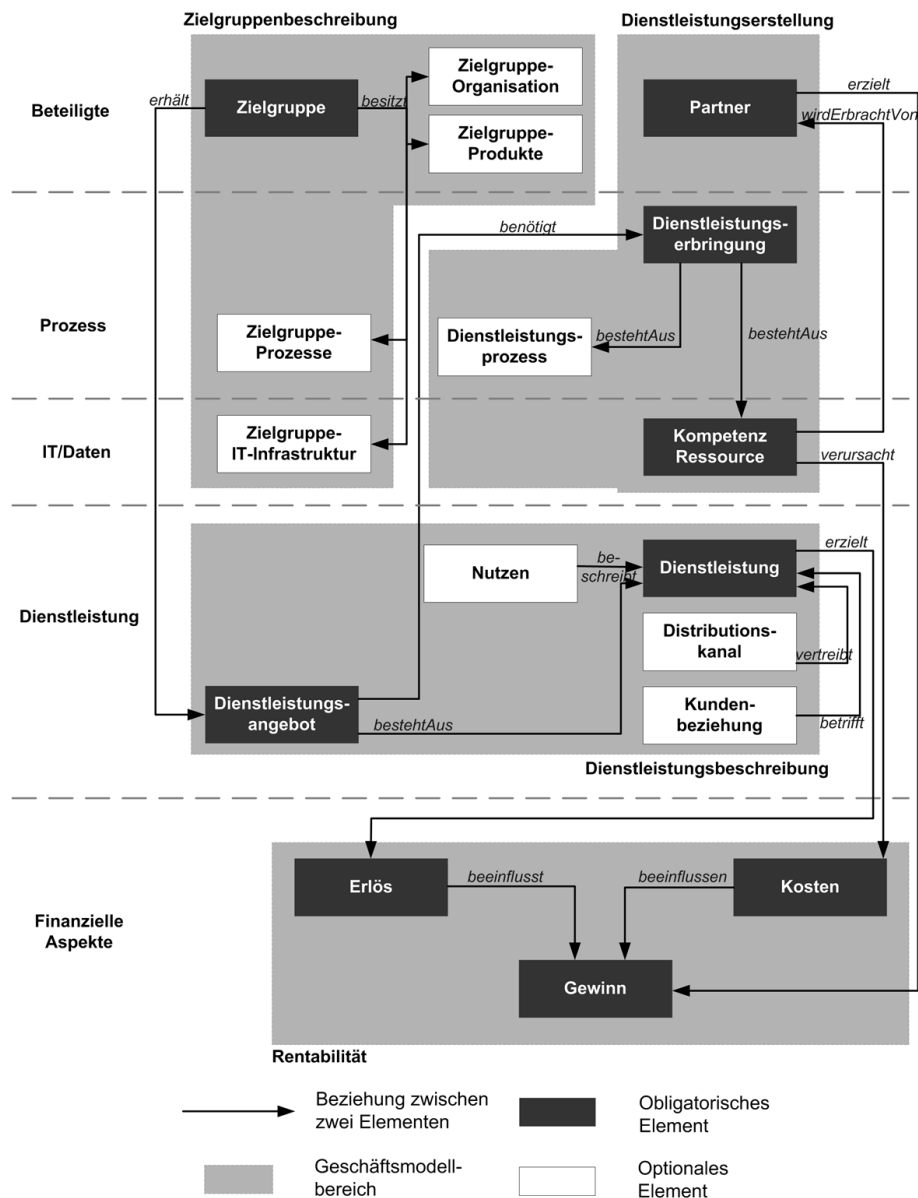 Zielgruppenbeschreibung
Dienstleistungserstellung
Beteiligte
erhält
Zielgruppe
besitzt
Zielgruppe-
Organisation
Zielgruppe-
Produkte
Partner
erzielt
wirdErbrachtVon
benötigt
Dienstleistungs-
erbringung
Prozess
Zielgruppe-
Prozesse
Dienstleistungs-
prozess
bestehtAus
bestehtAus
IT/Daten
Zielgruppe-
IT-Infrastruktur
Kompetenz
Ressource
verursacht
Dienstleistung
Nutzen
be-
schreibt
Dienstleistung
erzielt
Distributions-
kanal
vertreibt
Dienstleistungs-
angebot
bestehtAus
Kunden-
beziehung
betrifft
Dienstleistungsbeschreibung
Finanzielle
Aspekte
Erlös
beeinflusst
beeinflussen
Kosten
Gewinn
Rentabilität
Beziehung zwischen
zwei Elementen
Obligatorisches
Element
Geschäftsmodell-
bereich
Optionales
Element